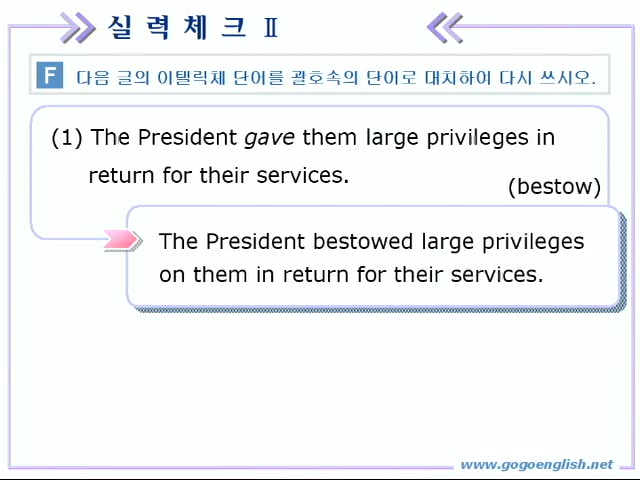 실 력 체 크 Ⅱ
F 다음 글의 이탤릭체 단어를 괄호속의 단어로 대치하여 다시 쓰시오.
(1) The President gave them large privileges in
return for their services.
(bestow)
The President bestowed large privileges
on them in return for their services.
www.gogoenglish.net